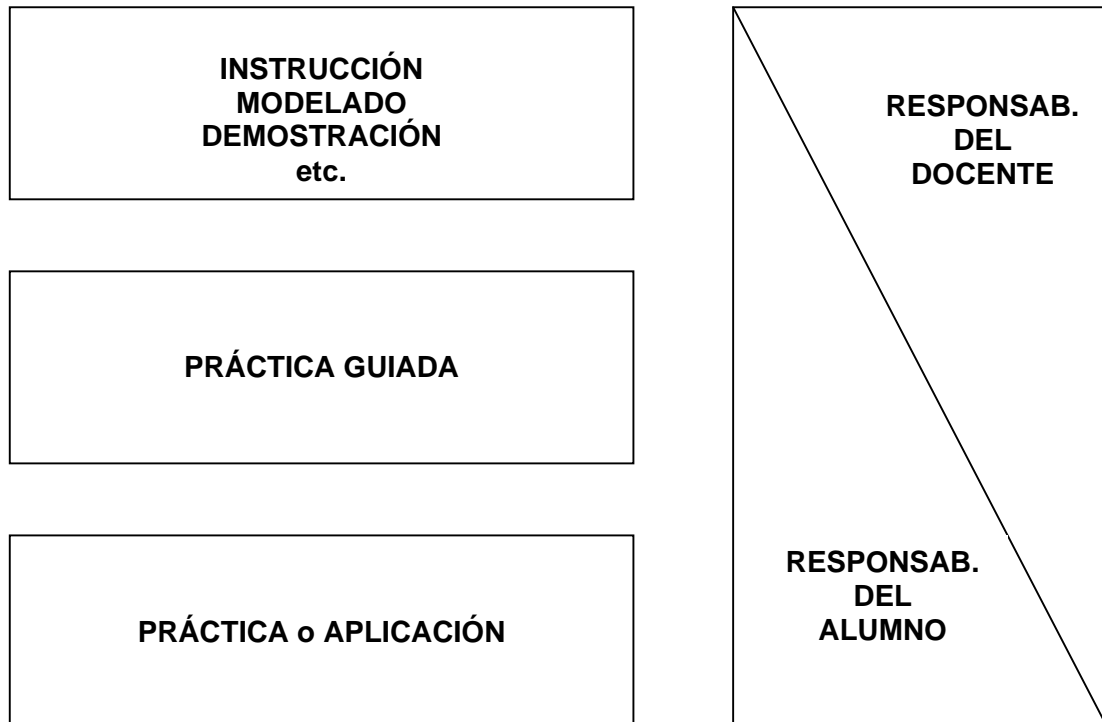 INSTRUCCIÓN
MODELADO
DEMOSTRACIÓN
etc.
RESPONSAB.
DEL
DOCENTE
PRÁCTICA GUIADA
PRÁCTICA o APLICACIÓN
RESPONSAB.
DEL
ALUMNO